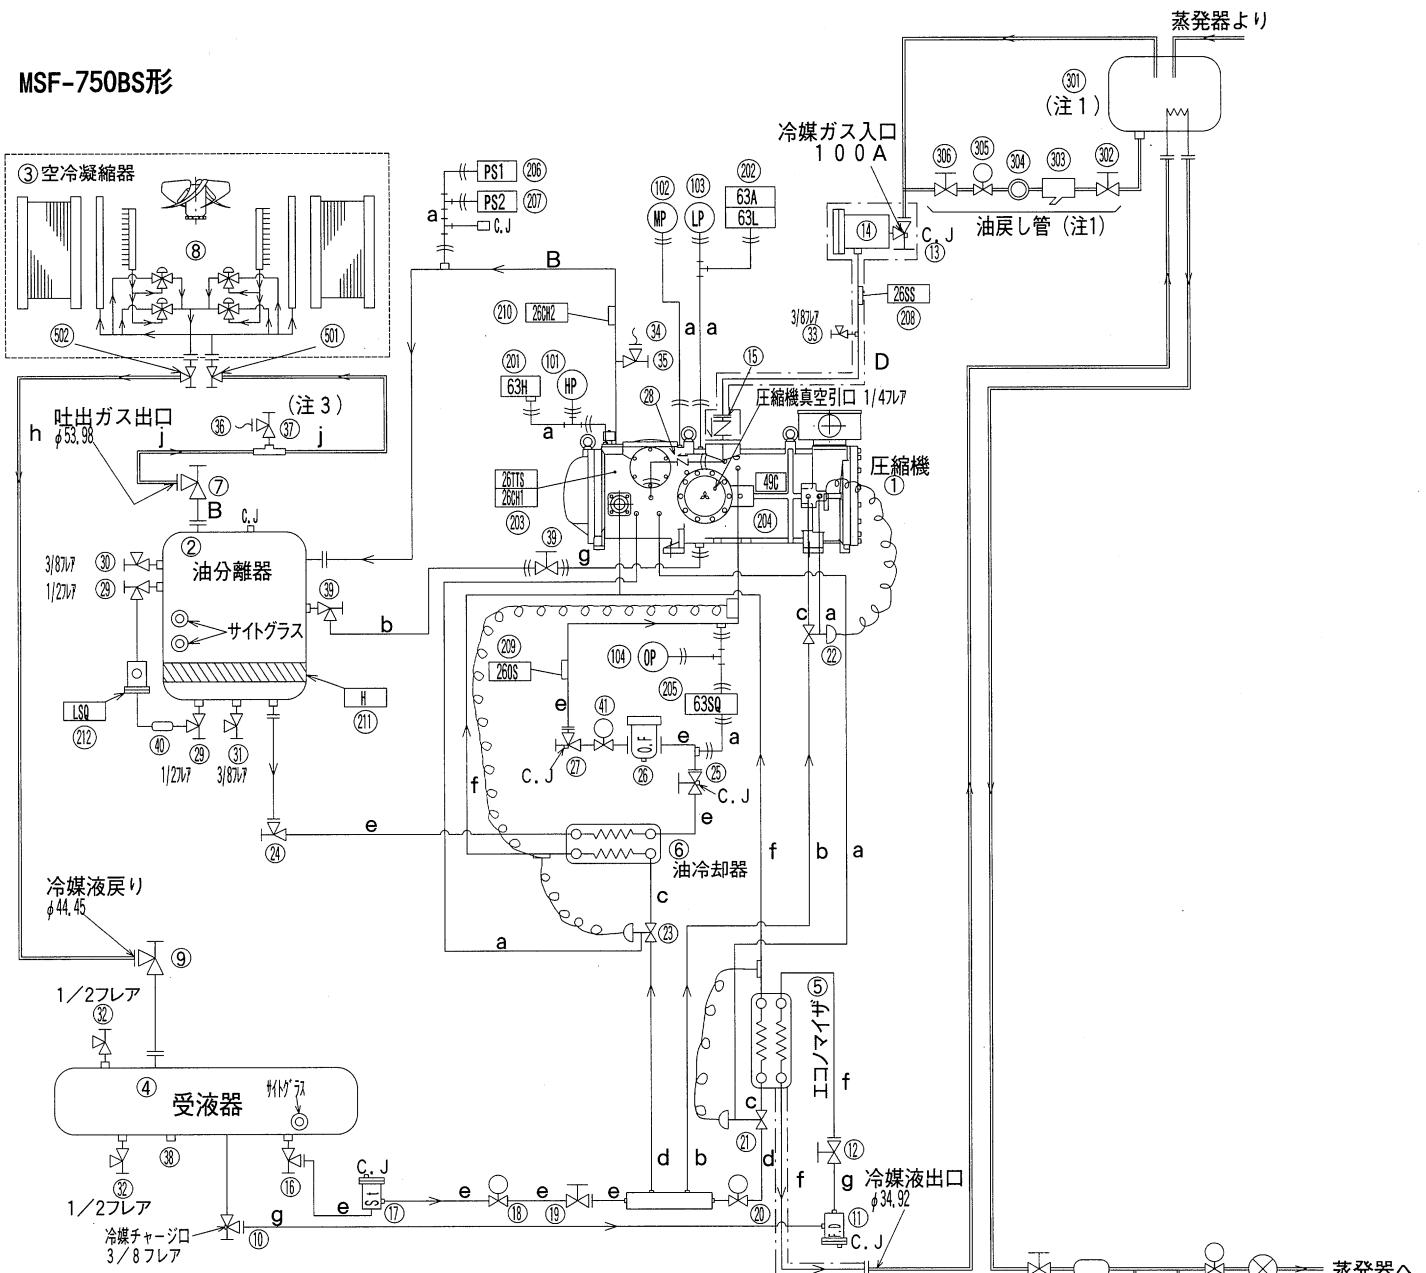 蒸発器より
MSF-750BS形
301
(注1)
冷媒ガス入口
100A
306
305
304
303
302
油戻し管(注1)
③空冷凝縮器
⑧
PS1
206
PS2
207
C.J
a
102
103
202
MP
LP
63A
63L
⑭
C.J
⑬
B
210
26CH2
34
35
201
101
63H
HP
a
a
a
28
⑮
26SS
208
3/8フレア
33
D
502
501
圧縮機真空引口 1/4フレア
吐出ガス出口
φ53.98
(注3)
36
37
h
j
j
⑦
B
圧縮機
①
26TTS
26CH1
203
49C
204
C.J
②
油分離器
3/8フレア
30
1/2フレア
29
39
39
g
サイトグラス
b
c
a
22
209
26OS
104
OP
205
63SQ
H
211
LSQ
212
40
29
31
1/2フレア
3/8フレア
e
41
O.F
e
a
C.J
27
26
25
C.J
f
e
e
24
⑥
油冷却器
f
b
a
冷媒液戻り
φ44.45
⑨
c
23
a
1/2フレア
32
⑤
エコノマイザ
f
④
受液器
サイトグラス
c
21
⑫
32
38
⑯
1/2フレア
C.J
St
⑰
e
e
e
e
⑱
⑲
d
b
d
⑳
f
g
冷媒液出口
φ34.92
⑩
g
冷媒チャージ口
3/8フレア
⑪
C.J
蒸発器へ